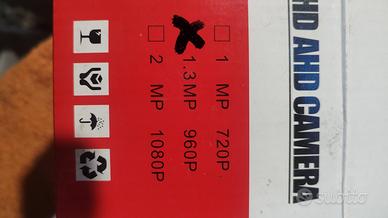 HD AHD CAMERA
1 MP 720P
1.3MP 960P
2 MP 1080P
subito